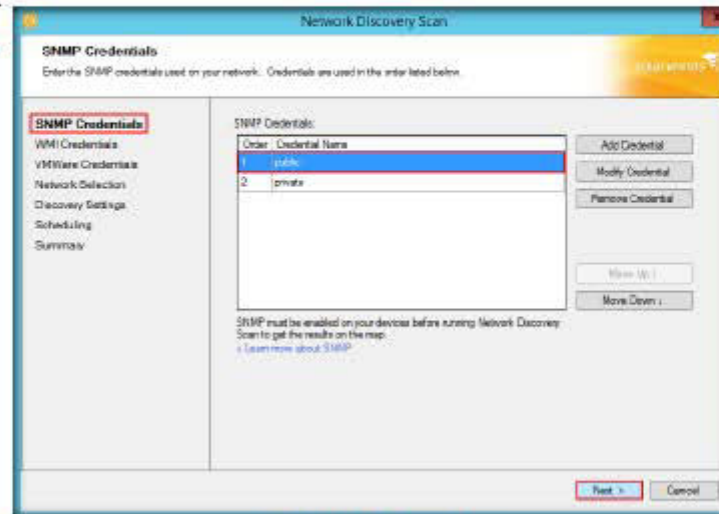 Network Discovery Scan
SNMP Credentials
Enter the SNMP credentials used on your network. Credentials are used in the order listed below.
solarwinds
SNMP Credentials
WMI Credentials
VMWare Credentials
Network Selection
Discovery Settings
Scheduling
Summary
SNMP Credentials:
Order Credential Name
1 public
2 private
Add Credential
Modify Credential
Remove Credential
Move Up ↑
Move Down ↓
SNMP must be enabled on your devices before running Network Discovery
Scan to get the results on the map.
» Learn more about SNMP
Next >
Cancel